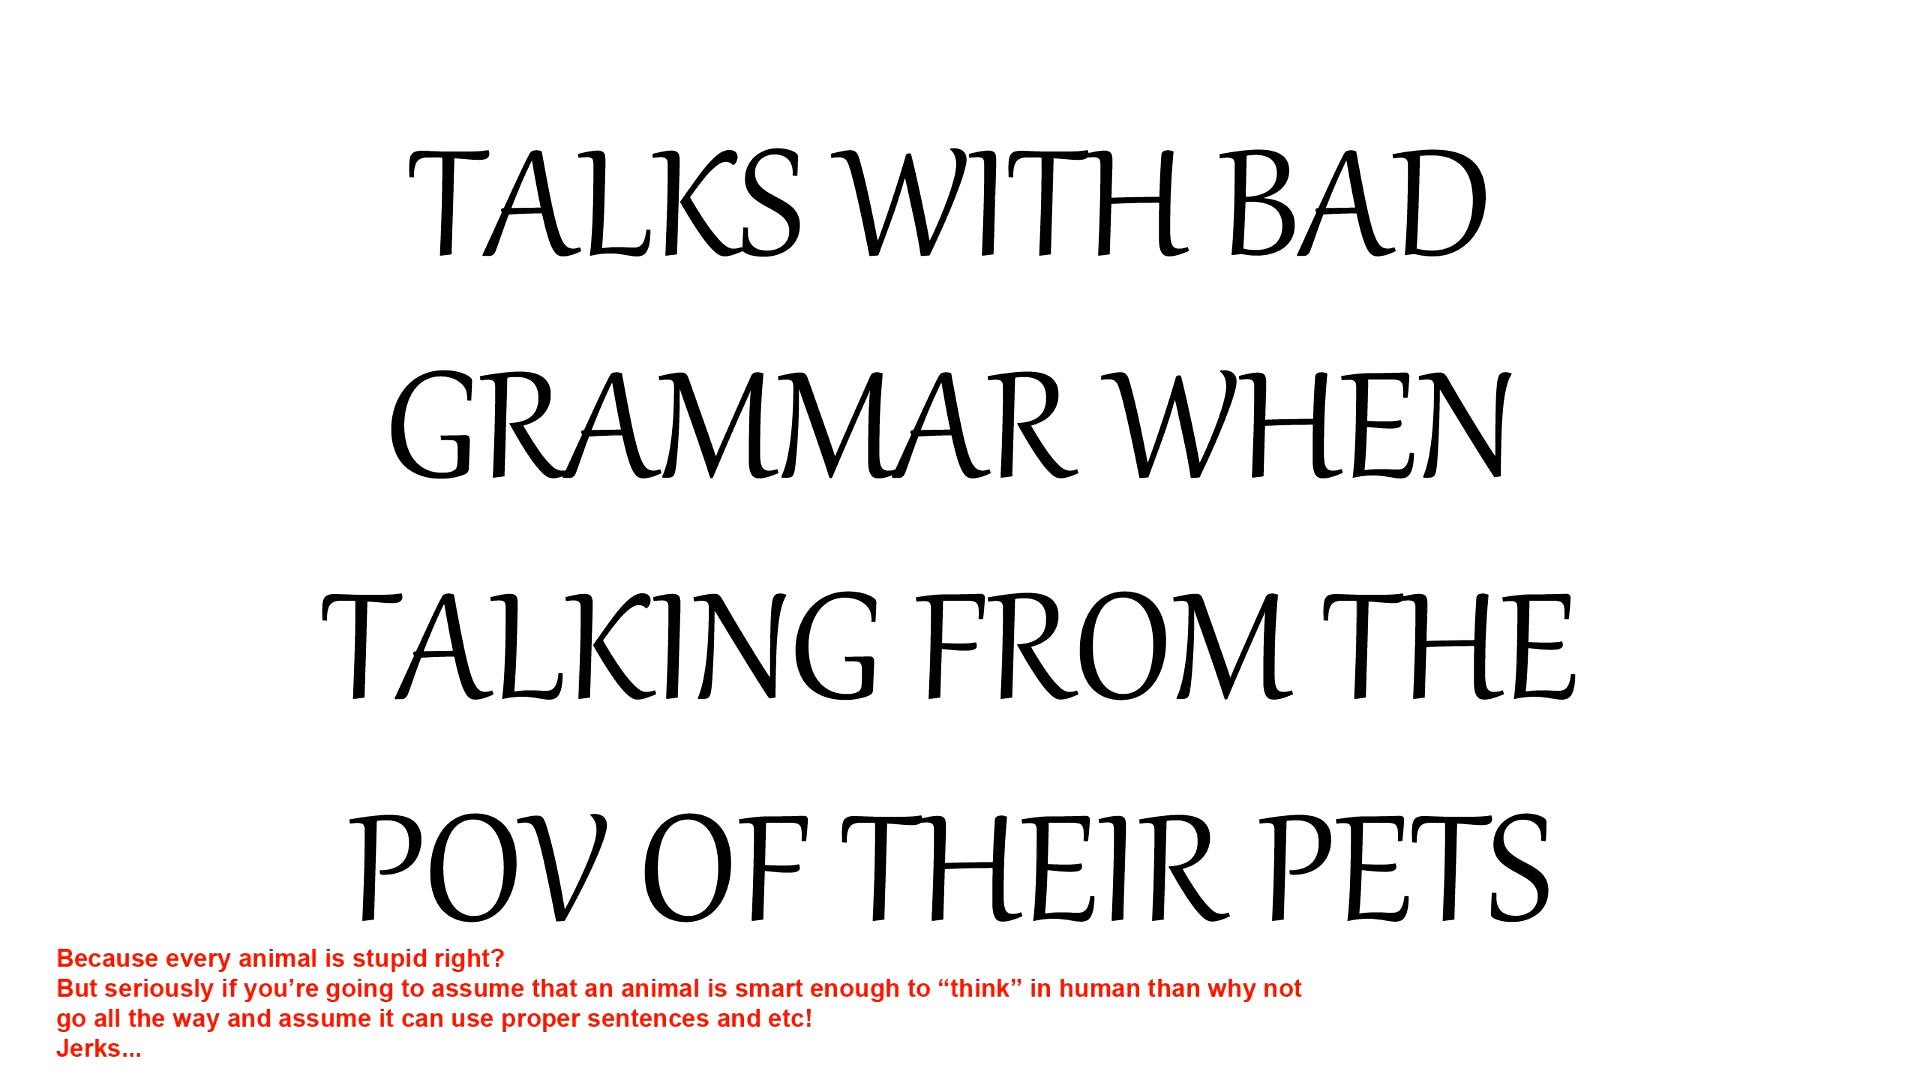 TALKS WITH BAD
GRAMMAR WHEN
TALKING FROM THE
POV OF THEIR PETS
Because every animal is stupid right?
But seriously if you’re going to assume that an animal is smart enough to “think” in human than why not
go all the way and assume it can use proper sentences and etc!
Jerks...